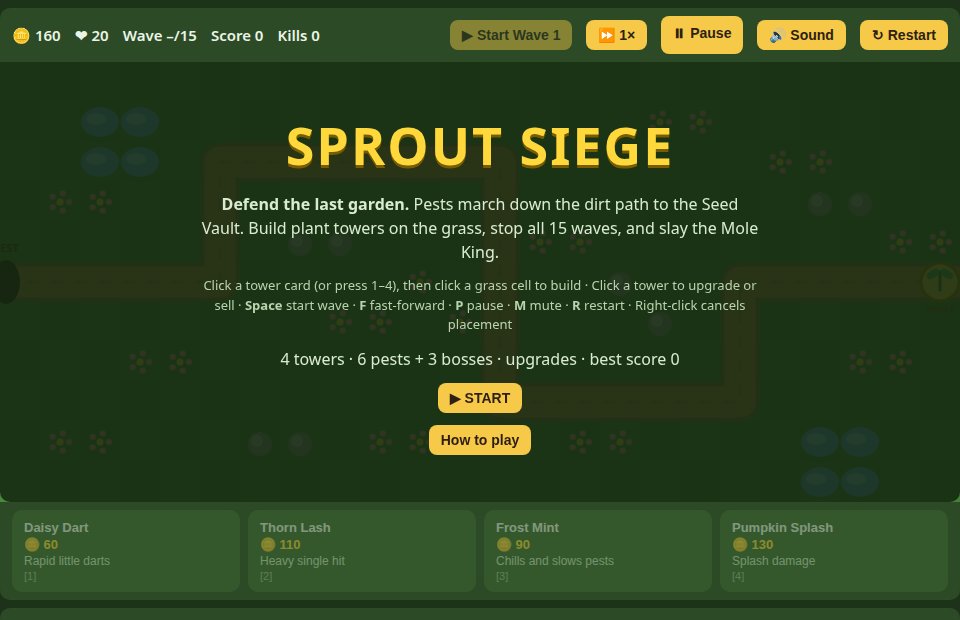 🪙 160 ❤ 20 Wave –/15 Score 0 Kills 0 ▶ Start Wave 1 ⏩ 1× ⏸ Pause 🔊 Sound ↻ Restart
SPROUT SIEGE
Defend the last garden. Pests march down the dirt path to the Seed
Vault. Build plant towers on the grass, stop all 15 waves, and slay the Mole
King.
Click a tower card (or press 1–4), then click a grass cell to build · Click a tower to upgrade or
sell · Space start wave · F fast-forward · P pause · M mute · R restart · Right-click cancels
placement
4 towers · 6 pests + 3 bosses · upgrades · best score 0
▶ START
How to play
Daisy Dart
🪙 60
Rapid little darts
[1]
Thorn Lash
🪙 110
Heavy single hit
[2]
Frost Mint
🪙 90
Chills and slows pests
[3]
Pumpkin Splash
🪙 130
Splash damage
[4]